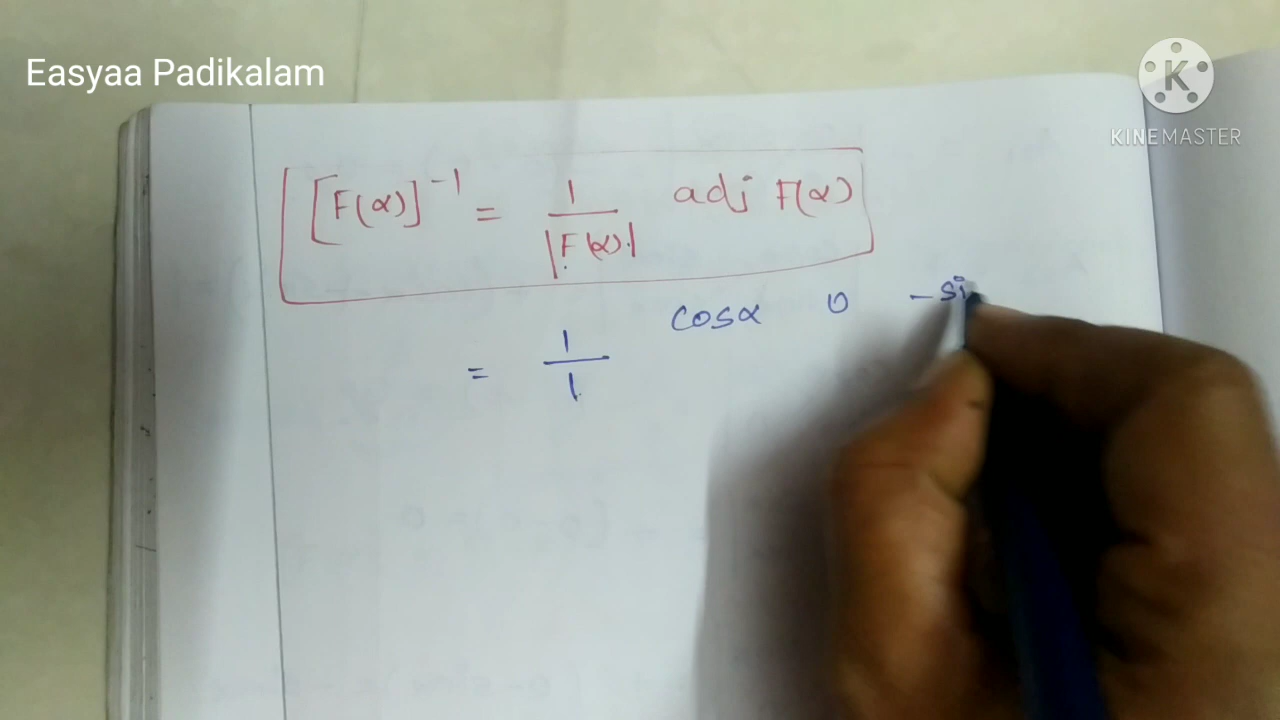 Easyaa Padikalam
K
KINEMASTER
[F(α)]⁻¹ = 1/|F(α)| adj F(α)
= 1/1 cosα 0 -si